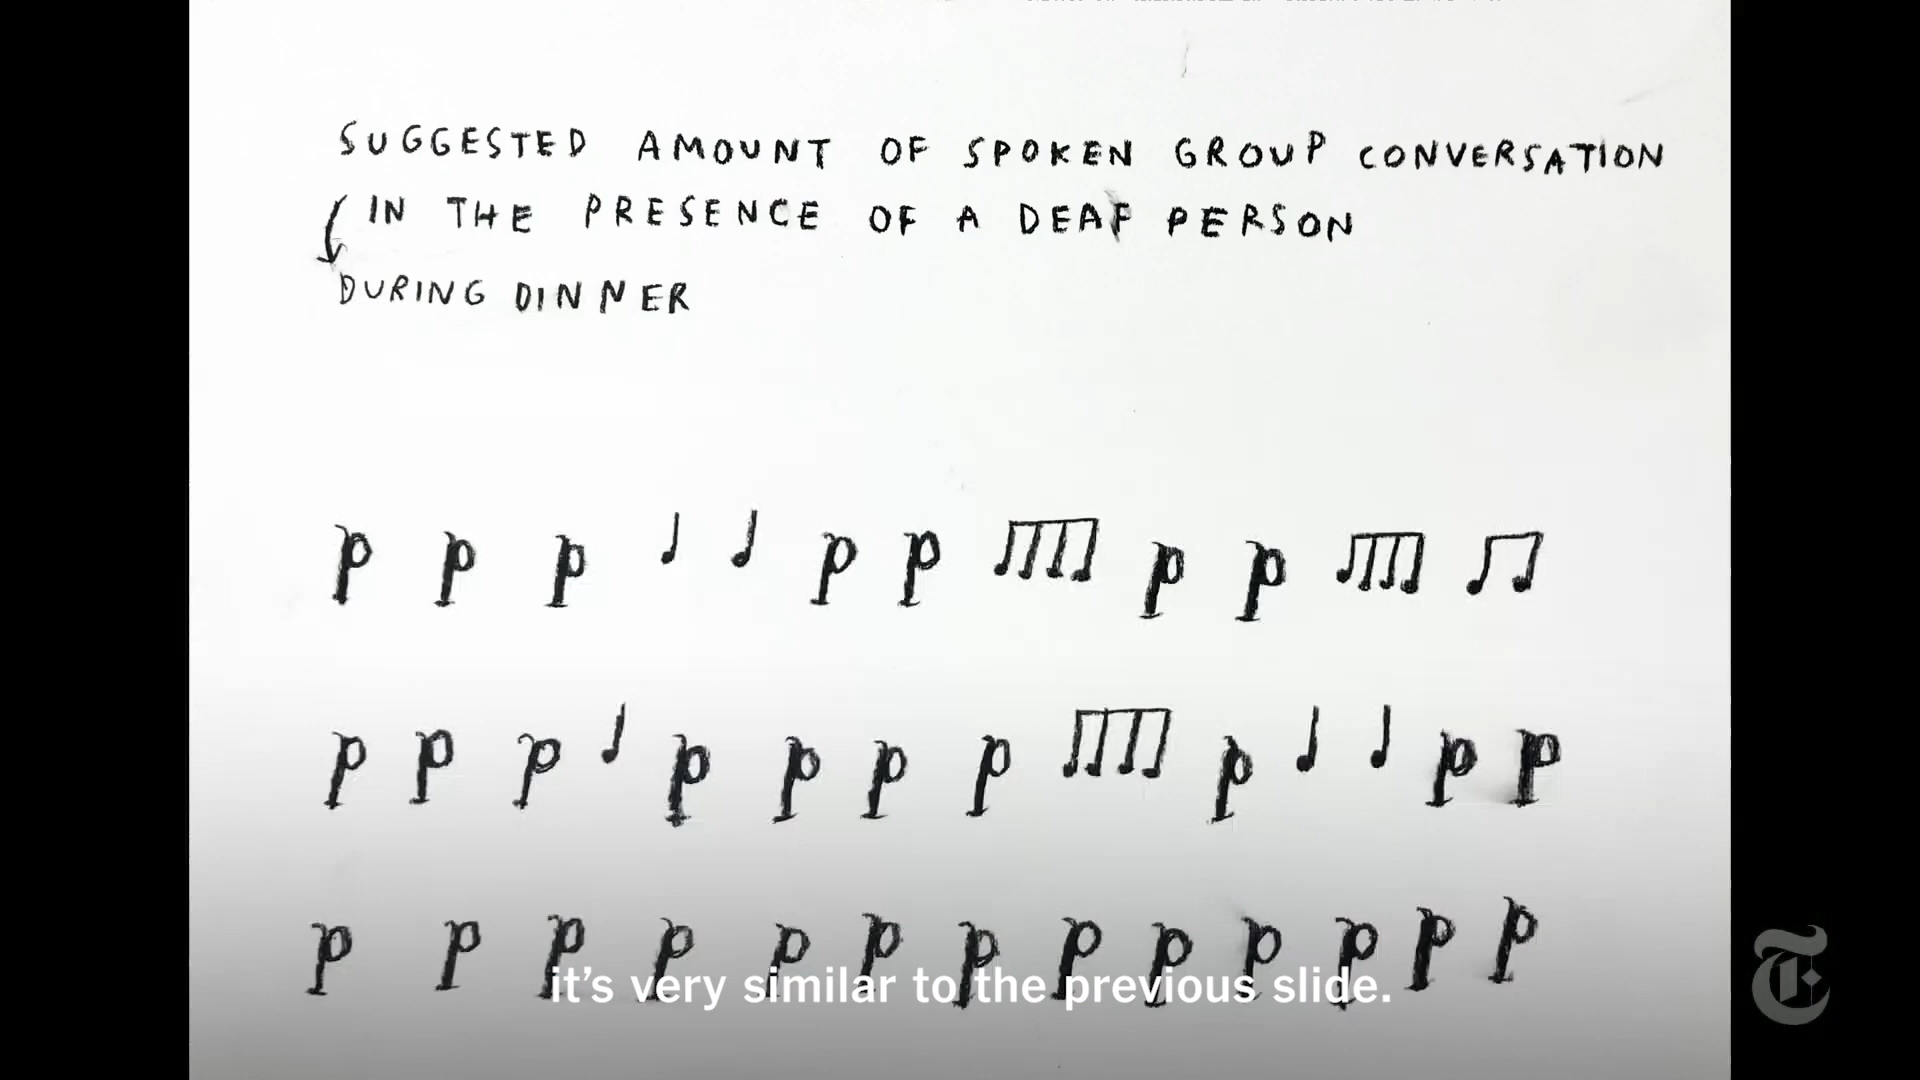 SUGGESTED AMOUNT OF SPOKEN GROUP CONVERSATION
IN THE PRESENCE OF A DEAF PERSON
DURING DINNER
p p p ♩ ♩ p p ♬ p p ♬ ♫
p p p ♩ p p p p ♬ p ♩ ♩ p p
p p p p p p p p p p p p p
it’s very similar to the previous slide.
T